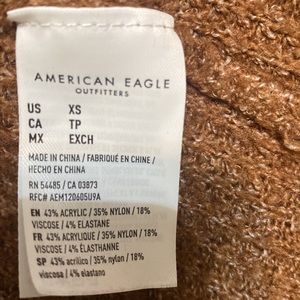 AMERICAN EAGLE
OUTFITTERS
US XS
CA TP
MX EXCH
MADE IN CHINA / FABRIQUÉ EN CHINE /
HECHO EN CHINA
RN 54485 / CA 03873
RFC# AEM120605U9A
EN 43% ACRYLIC / 35% NYLON / 18%
VISCOSE / 4% ELASTANE
FR 43% ACRYLIQUE / 35% NYLON / 18%
VISCOSE / 4% ÉLASTHANNE
SP 43% acrílico / 35% nylon / 18%
viscosa / 4% elastano